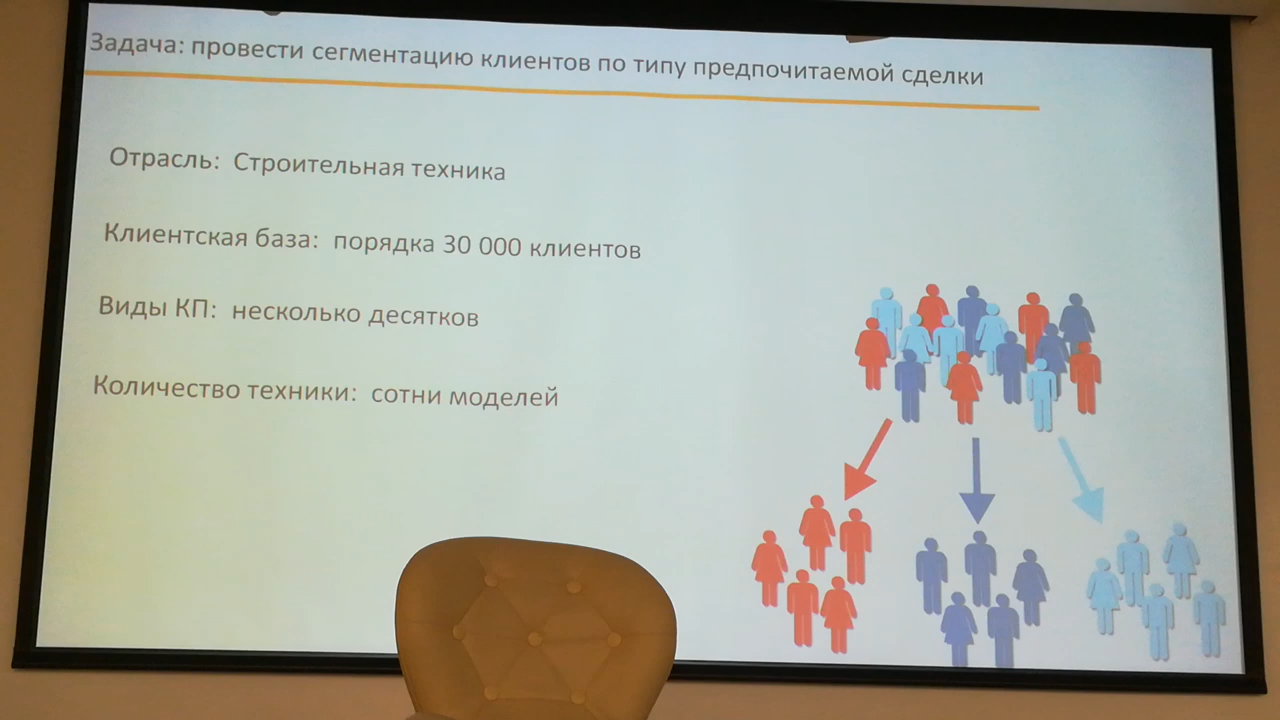 Задача: провести сегментацию клиентов по типу предпочитаемой сделки
Отрасль: Строительная техника
Клиентская база: порядка 30 000 клиентов
Виды КП: несколько десятков
Количество техники: сотни моделей